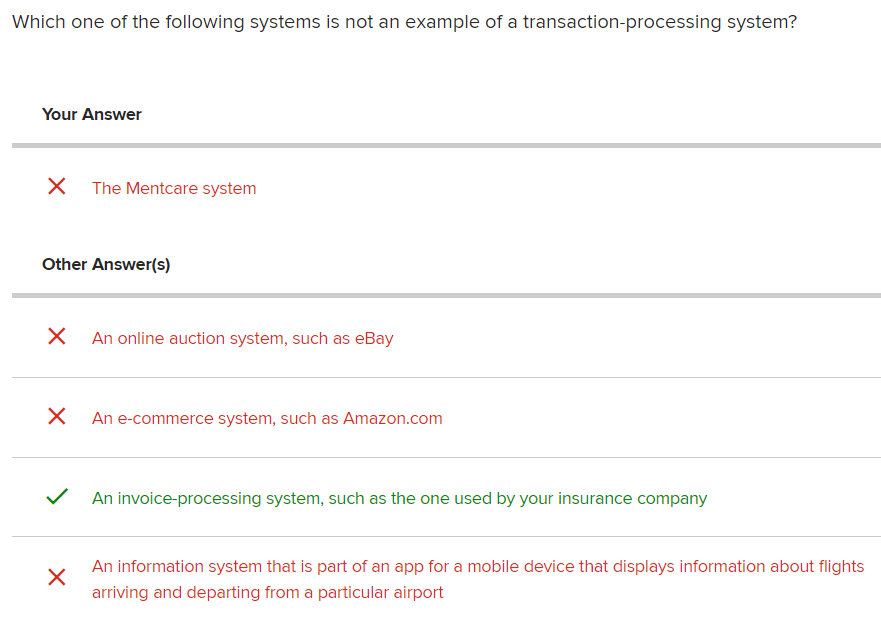 Which one of the following systems is not an example of a transaction-processing system?
Your Answer
The Mentcare system
Other Answer(s)
An online auction system, such as eBay
An e-commerce system, such as Amazon.com
An invoice-processing system, such as the one used by your insurance company
An information system that is part of an app for a mobile device that displays information about flights
arriving and departing from a particular airport